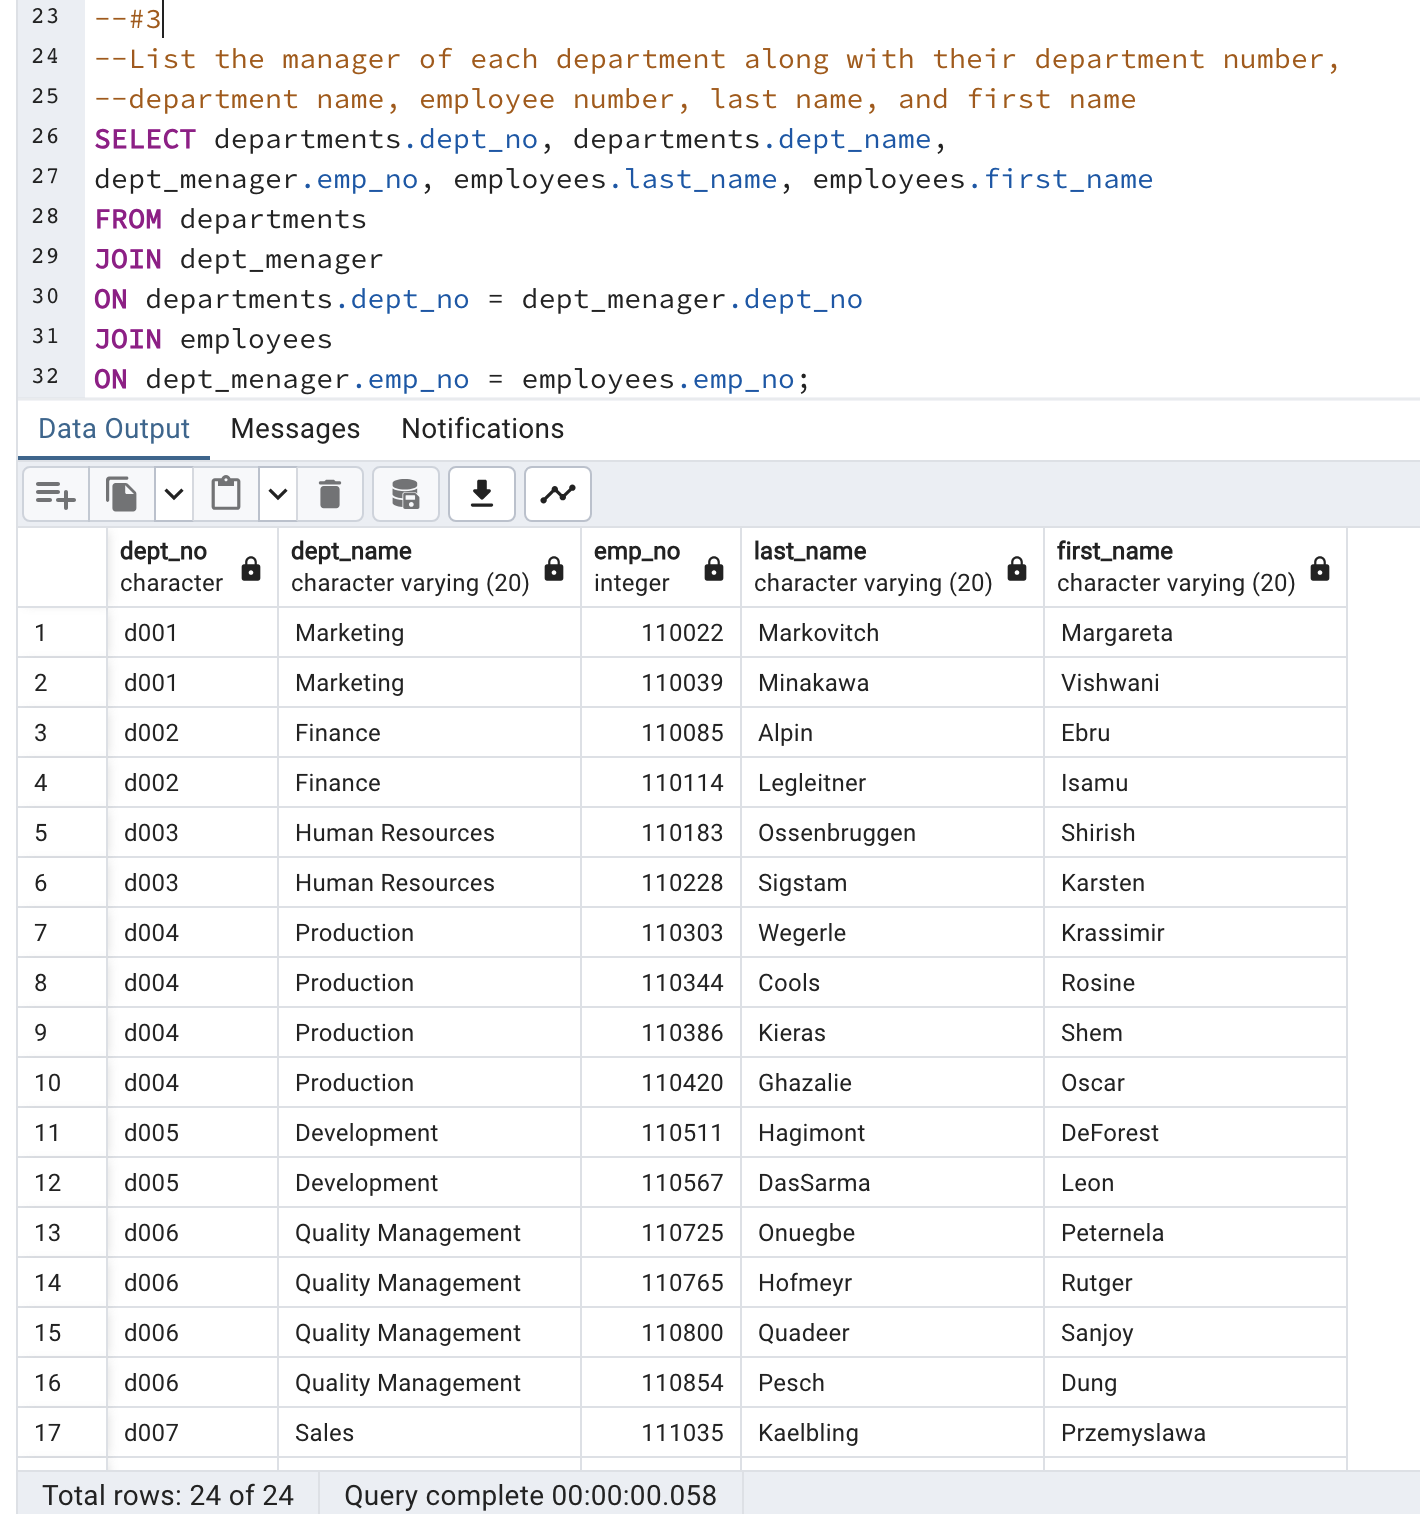 23 --#3
24 --List the manager of each department along with their department number,
25 --department name, employee number, last name, and first name
26 SELECT departments.dept_no, departments.dept_name,
27 dept_menager.emp_no, employees.last_name, employees.first_name
28 FROM departments
29 JOIN dept_menager
30 ON departments.dept_no = dept_menager.dept_no
31 JOIN employees
32 ON dept_menager.emp_no = employees.emp_no;
Data Output Messages Notifications
dept_no dept_name emp_no last_name first_name
character character varying (20) integer character varying (20) character varying (20)
1 d001 Marketing 110022 Markovitch Margareta
2 d001 Marketing 110039 Minakawa Vishwani
3 d002 Finance 110085 Alpin Ebru
4 d002 Finance 110114 Legleitner Isamu
5 d003 Human Resources 110183 Ossenbruggen Shirish
6 d003 Human Resources 110228 Sigstam Karsten
7 d004 Production 110303 Wegerle Krassimir
8 d004 Production 110344 Cools Rosine
9 d004 Production 110386 Kieras Shem
10 d004 Production 110420 Ghazalie Oscar
11 d005 Development 110511 Hagimont DeForest
12 d005 Development 110567 DasSarma Leon
13 d006 Quality Management 110725 Onuegbe Peternela
14 d006 Quality Management 110765 Hofmeyr Rutger
15 d006 Quality Management 110800 Quadeer Sanjoy
16 d006 Quality Management 110854 Pesch Dung
17 d007 Sales 111035 Kaelbling Przemyslawa
Total rows: 24 of 24 Query complete 00:00:00.058